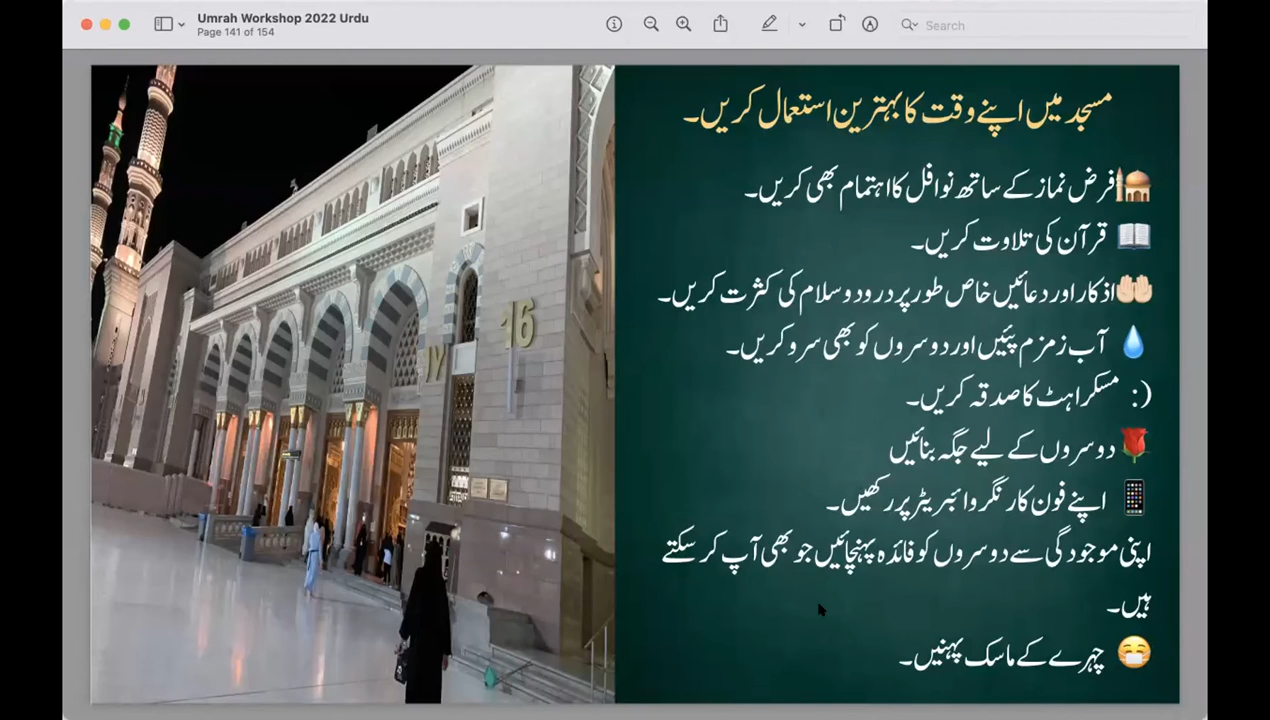 Umrah Workshop 2022 Urdu
Page 141 of 154
Search
مسجد میں اپنے وقت کا بہترین استعمال کریں۔
فرض نماز کے ساتھ نوافل کا اہتمام بھی کریں۔
قرآن کی تلاوت کریں۔
اذکار اور دعائیں خاص طور پر درود و سلام کی کثرت کریں۔
آب زمزم پئیں اور دوسروں کو بھی سرو کریں۔
:) مسکراہٹ کا صدقہ کریں۔
دوسروں کے لیے جگہ بنائیں
اپنے فون کا رنگر وائبریٹر پر رکھیں۔
اپنی موجودگی سے دوسروں کو فائدہ پہنچائیں جو بھی آپ کر سکتے
ہیں۔
چہرے کے ماسک پہنیں۔
١٧
16